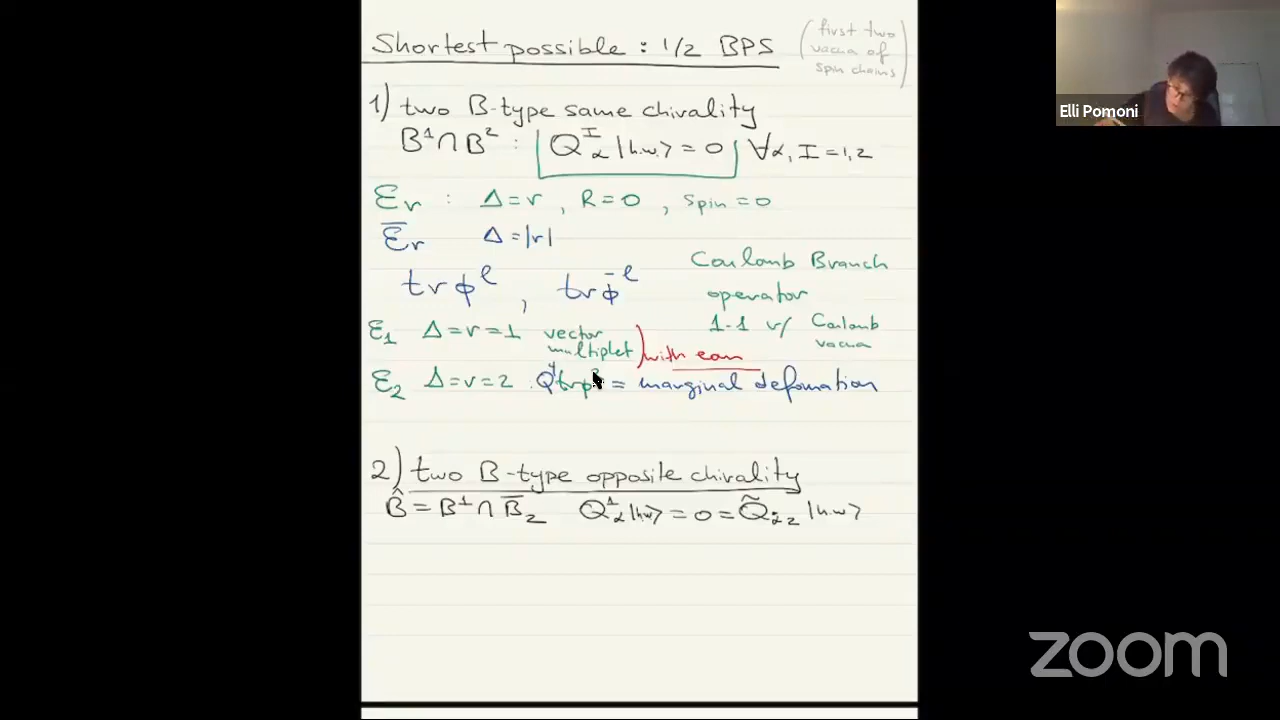 Shortest possible : 1/2 BPS
(first two
vacua of
spin chains)
Elli Pomoni
1) two B-type same chirality
B¹∩B² : Q^I_α |h.w.> = 0 ∀α, I = 1,2
ℰ_r : Δ = r , R = 0 , spin = 0
ℰ̄_r Δ = |r|
tr ϕ^ℓ , tr ϕ̄^ℓ
Coulomb Branch
operator
1-1 w/ Coulomb
vacua
ℰ₁ Δ = r = 1 vector
multiplet ) with eom
ℰ₂ Δ = r = 2 . Q⁴trϕ² = marginal defomation
2) two B-type opposite chirality
B̂ = B¹ ∩ B̄₂ Q¹_α |h.w> = 0 = Q̃_α̇2 |h.w>
zoom